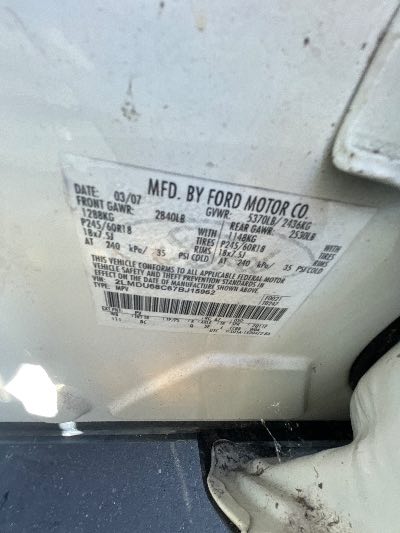 MFD. BY FORD MOTOR CO.
DATE: 03/07 GVWR: 5370LB/2436KG
FRONT GAWR: 2840LB REAR GAWR: 2530LB
1288KG 1148KG
P245/60R18 TIRES P245/60R18 TIRES
18x7.5J RIMS 18x7.5J RIMS
AT 240 kPa/ 35 PSI COLD AT 240 kPa/ 35 PSI COLD
THIS VEHICLE CONFORMS TO ALL APPLICABLE FEDERAL MOTOR
VEHICLE SAFETY AND THEFT PREVENTION STANDARDS IN EFFECT
ON THE DATE OF MANUFACTURE SHOWN ABOVE.
VIN: 2LMDU68C67BJ15962
TYPE: MPV